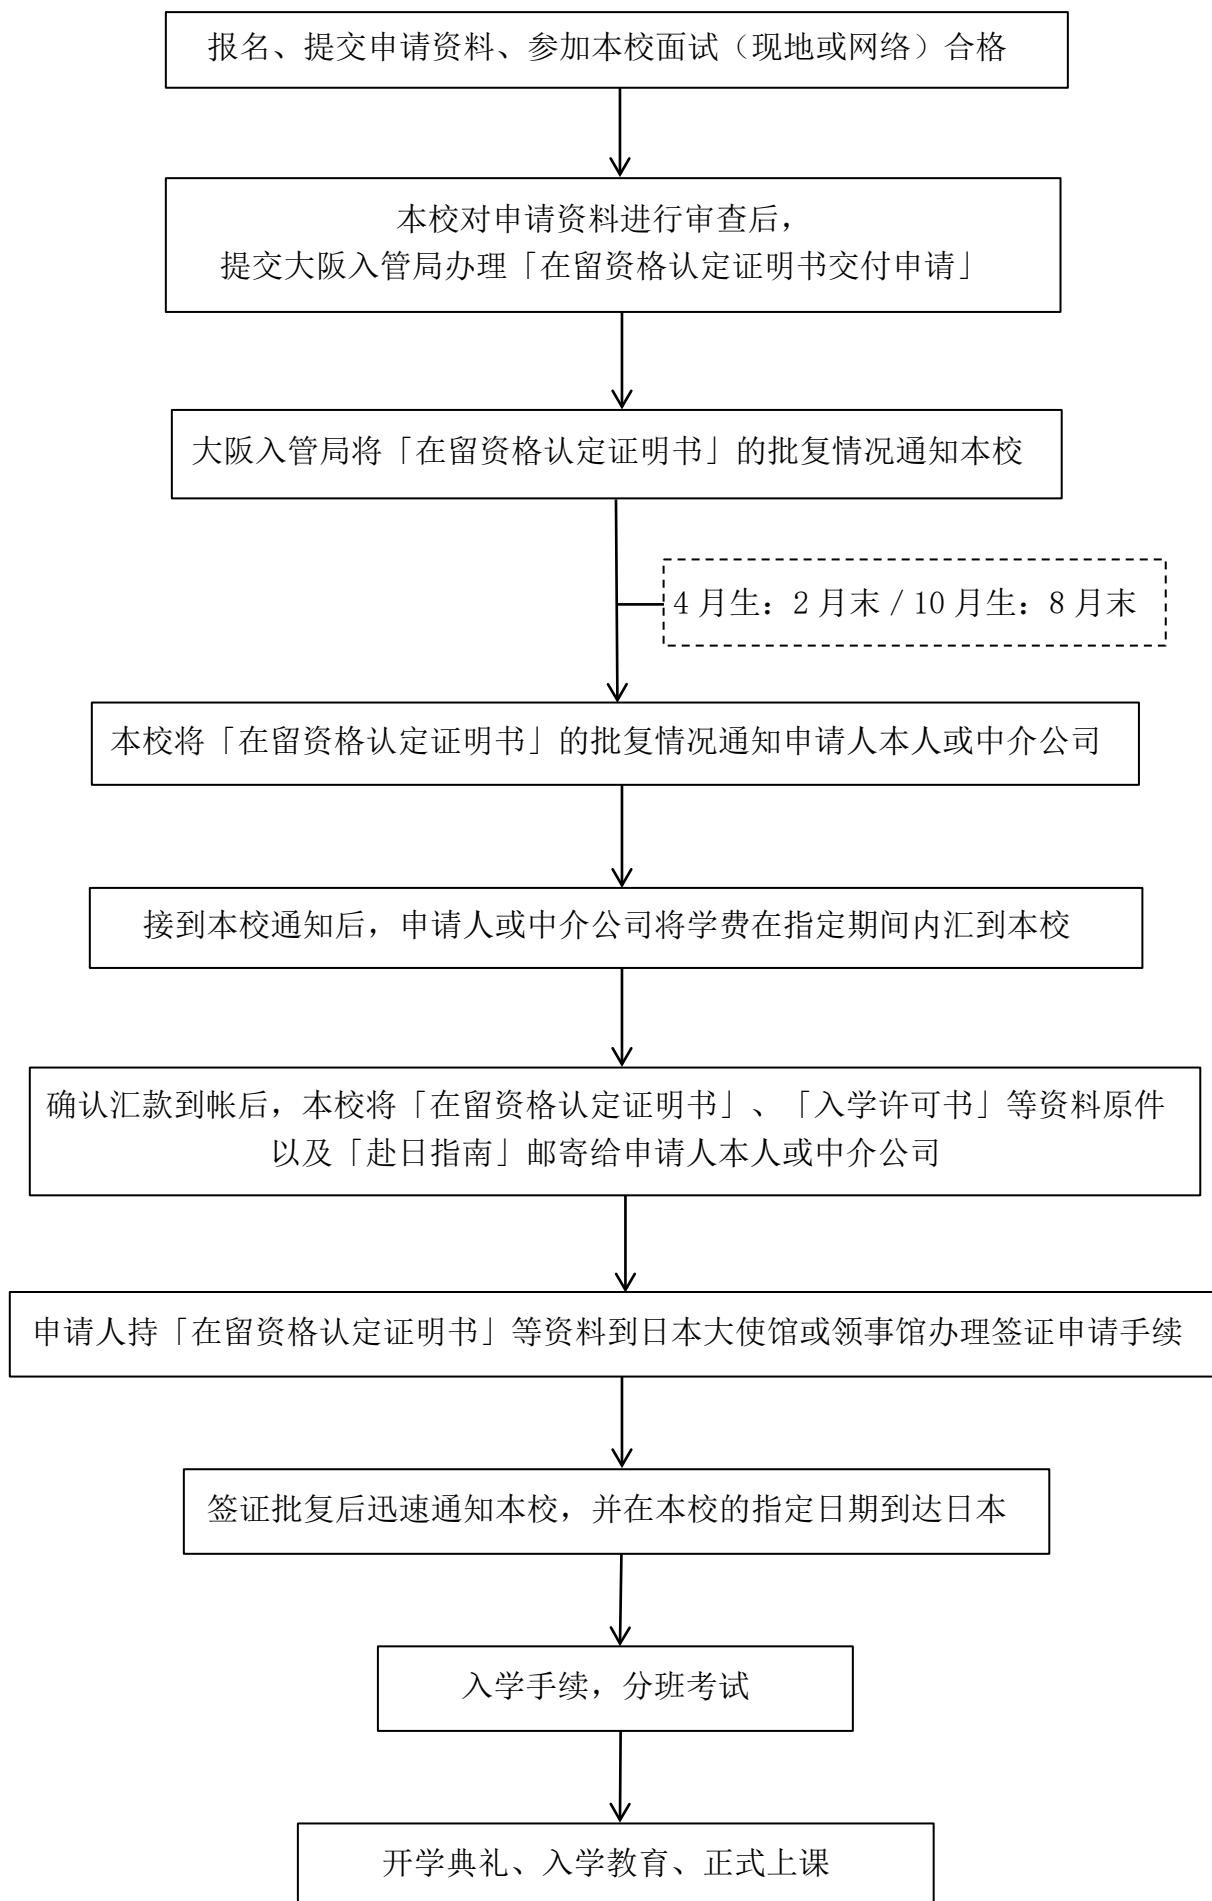 报名、提交申请资料、参加本校面试（现地或网络）合格
本校对申请资料进行审查后，
提交大阪入管局办理「在留资格认定证明书交付申请」
大阪入管局将「在留资格认定证明书」的批复情况通知本校
4 月生：2 月末 / 10 月生：8 月末
本校将「在留资格认定证明书」的批复情况通知申请人本人或中介公司
接到本校通知后，申请人或中介公司将学费在指定期间内汇到本校
确认汇款到帐后，本校将「在留资格认定证明书」、「入学许可书」等资料原件
以及「赴日指南」邮寄给申请人本人或中介公司
申请人持「在留资格认定证明书」等资料到日本大使馆或领事馆办理签证申请手续
签证批复后迅速通知本校，并在本校的指定日期到达日本
入学手续，分班考试
开学典礼、入学教育、正式上课